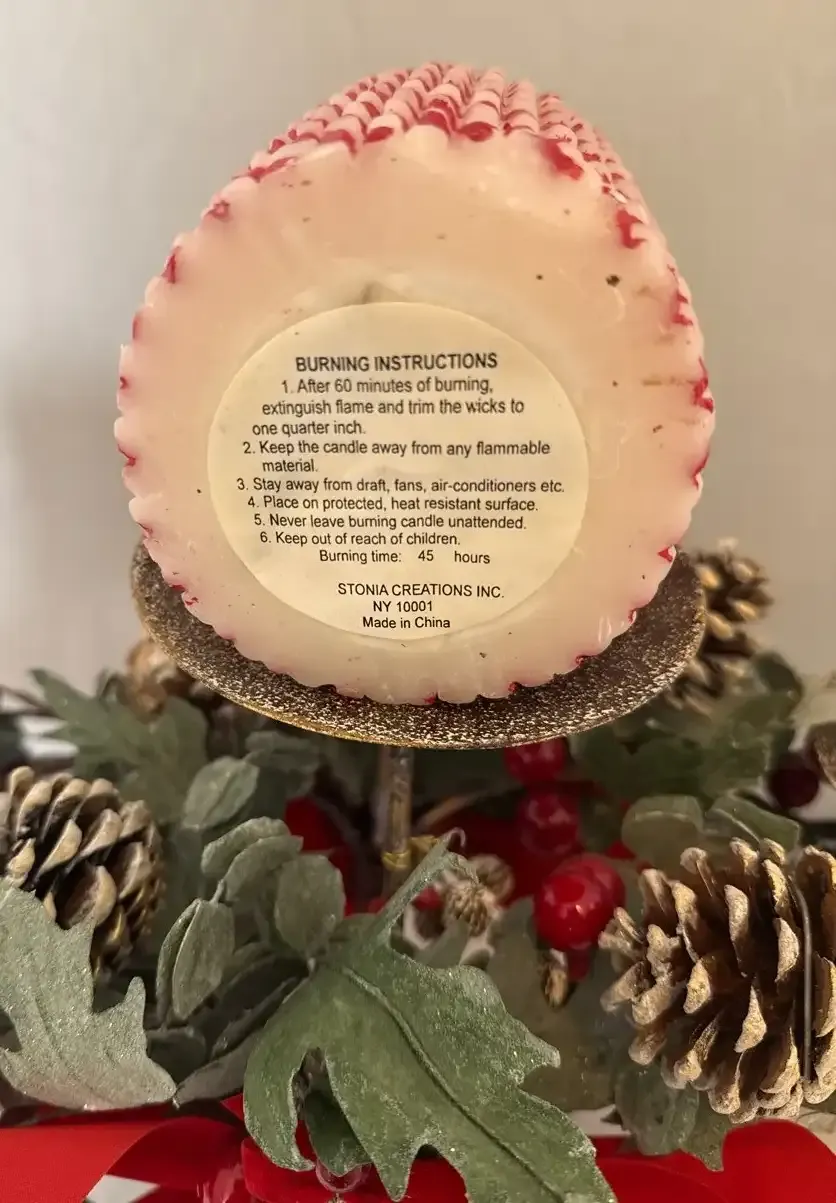 BURNING INSTRUCTIONS
1. After 60 minutes of burning,
extinguish flame and trim the wicks to
one quarter inch.
2. Keep the candle away from any flammable
material.
3. Stay away from draft, fans, air-conditioners etc.
4. Place on protected, heat resistant surface.
5. Never leave burning candle unattended.
6. Keep out of reach of children.
Burning time: 45 hours
STONIA CREATIONS INC.
NY 10001
Made in China